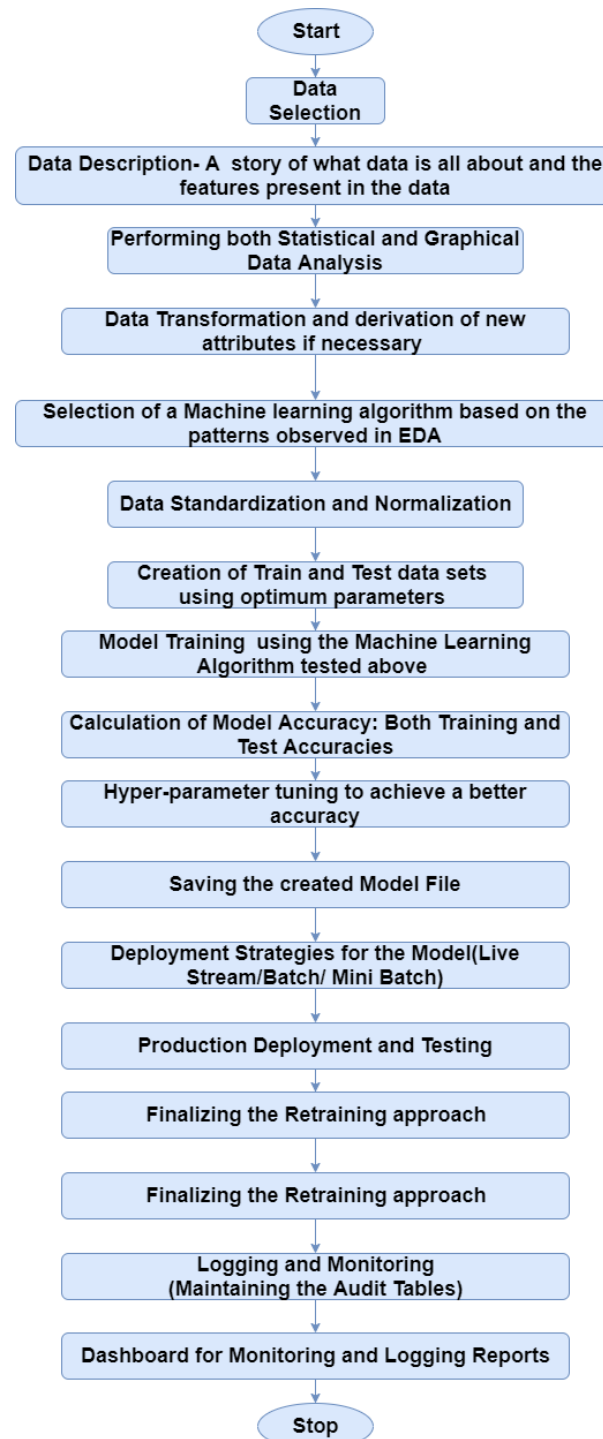 Start
Data
Selection
Data Description- A  story of what data is all about and the
features present in the data
Performing both Statistical and Graphical
Data Analysis
Data Transformation and derivation of new
attributes if necessary
Selection of a Machine learning algorithm based on the
patterns observed in EDA
Data Standardization and Normalization
Creation of Train and Test data sets
using optimum parameters
Model Training  using the Machine Learning
Algorithm tested above
Calculation of Model Accuracy: Both Training and
Test Accuracies
Hyper-parameter tuning to achieve a better
accuracy
Saving the created Model File
Deployment Strategies for the Model(Live
Stream/Batch/ Mini Batch)
Production Deployment and Testing
Finalizing the Retraining approach
Finalizing the Retraining approach
Logging and Monitoring
(Maintaining the Audit Tables)
Dashboard for Monitoring and Logging Reports
Stop